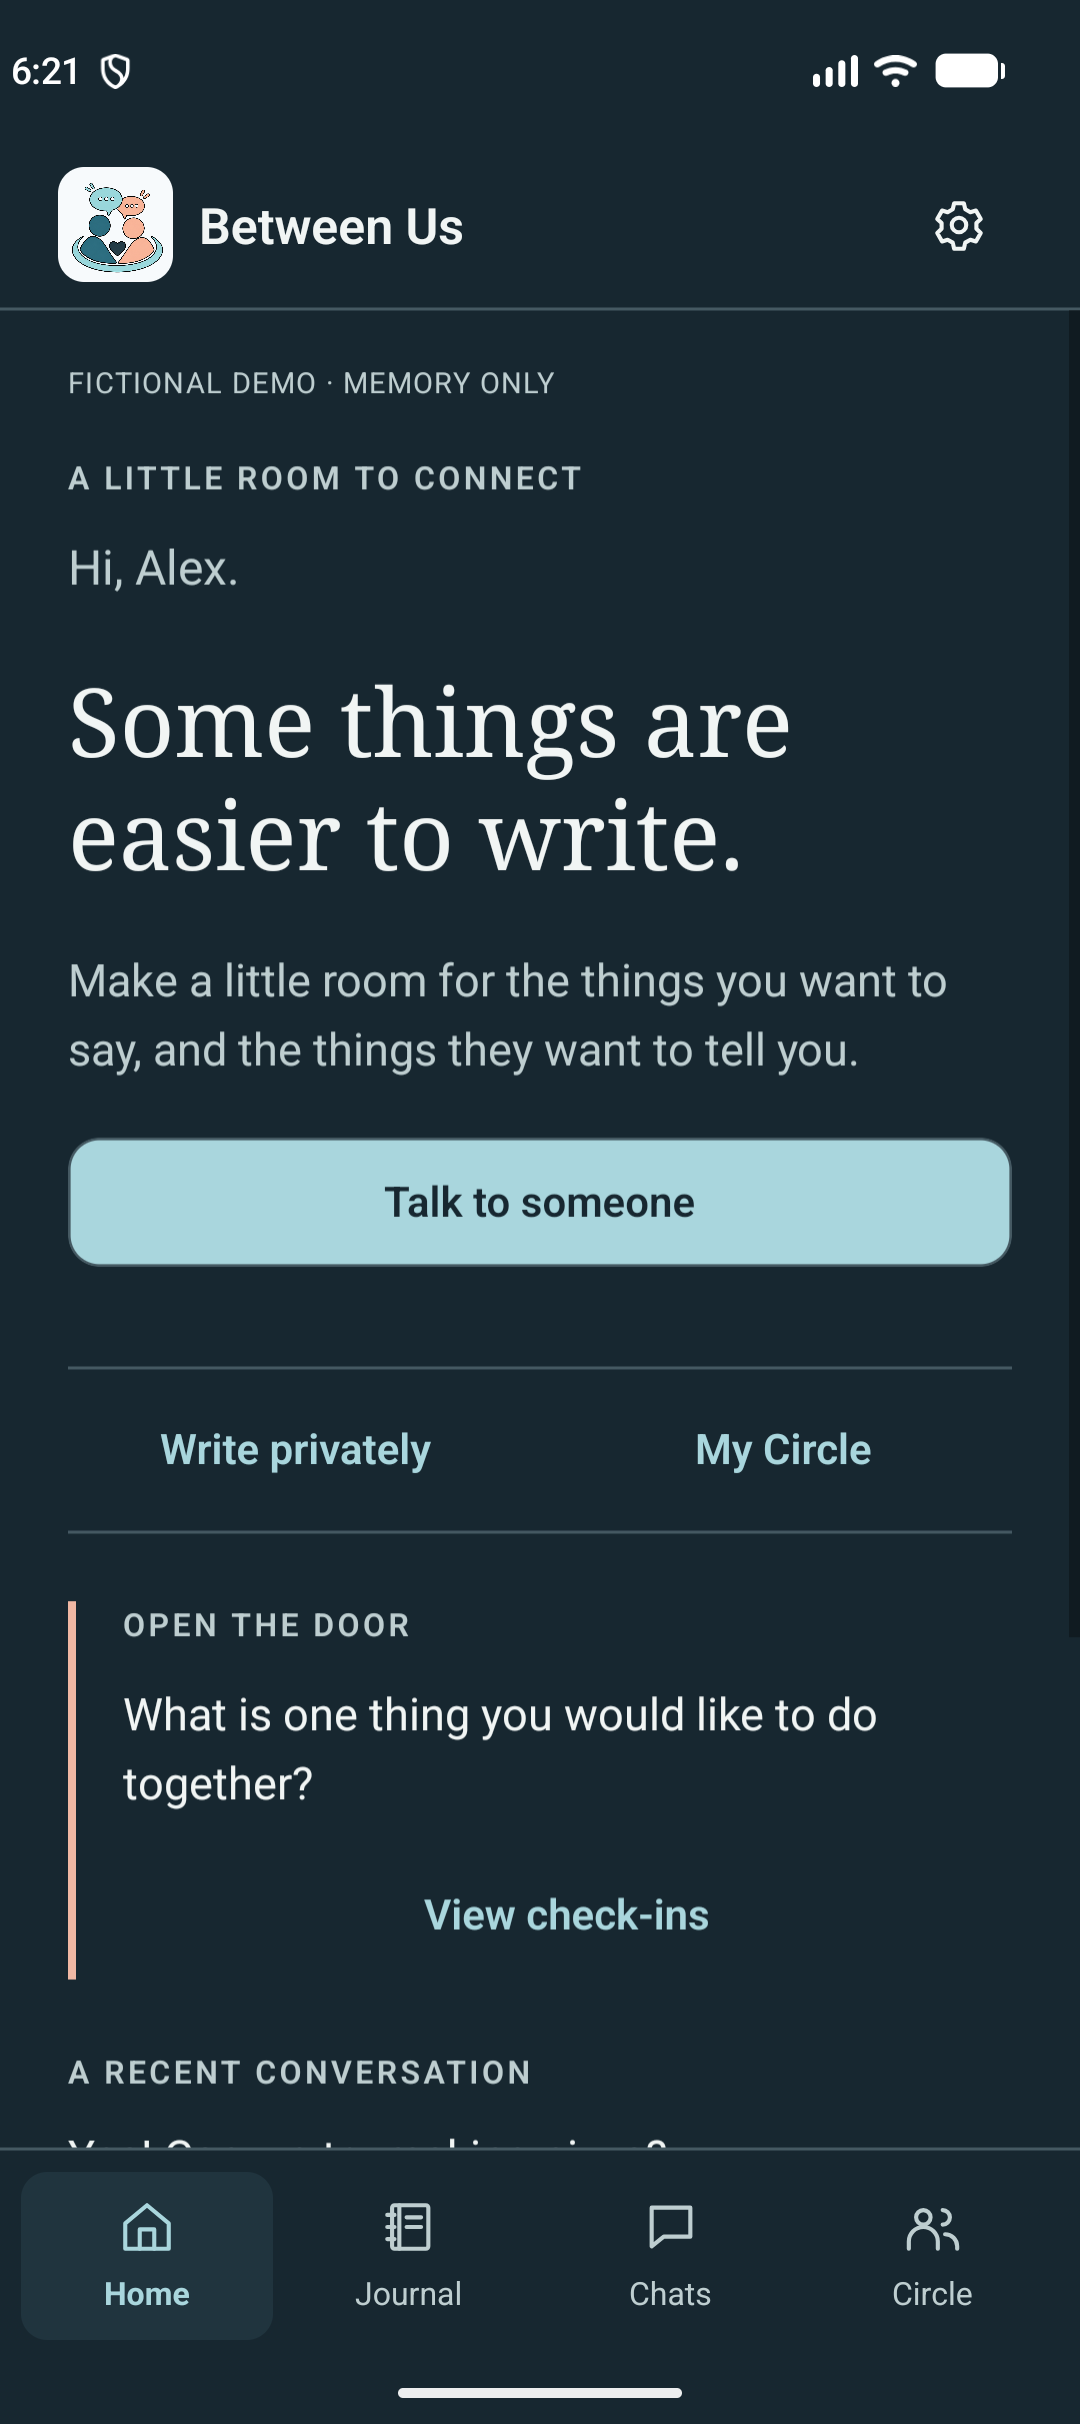 6:21
Between Us
FICTIONAL DEMO · MEMORY ONLY
A LITTLE ROOM TO CONNECT
Hi, Alex.
Some things are
easier to write.
Make a little room for the things you want to
say, and the things they want to tell you.
Talk to someone
Write privately
My Circle
OPEN THE DOOR
What is one thing you would like to do
together?
View check-ins
A RECENT CONVERSATION
Home
Journal
Chats
Circle